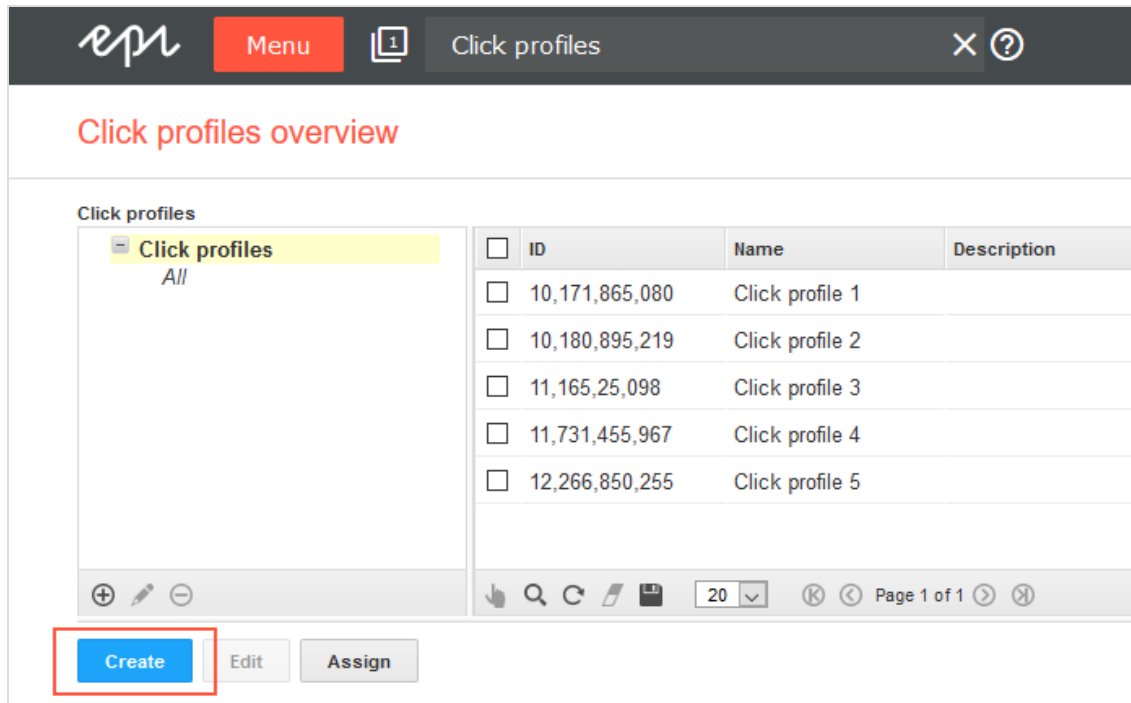 epi Menu 1 Click profiles
Click profiles overview
Click profiles
Click profiles
All
ID Name Description
10,171,865,080 Click profile 1
10,180,895,219 Click profile 2
11,165,25,098 Click profile 3
11,731,455,967 Click profile 4
12,266,850,255 Click profile 5
20 Page 1 of 1
Create Edit Assign